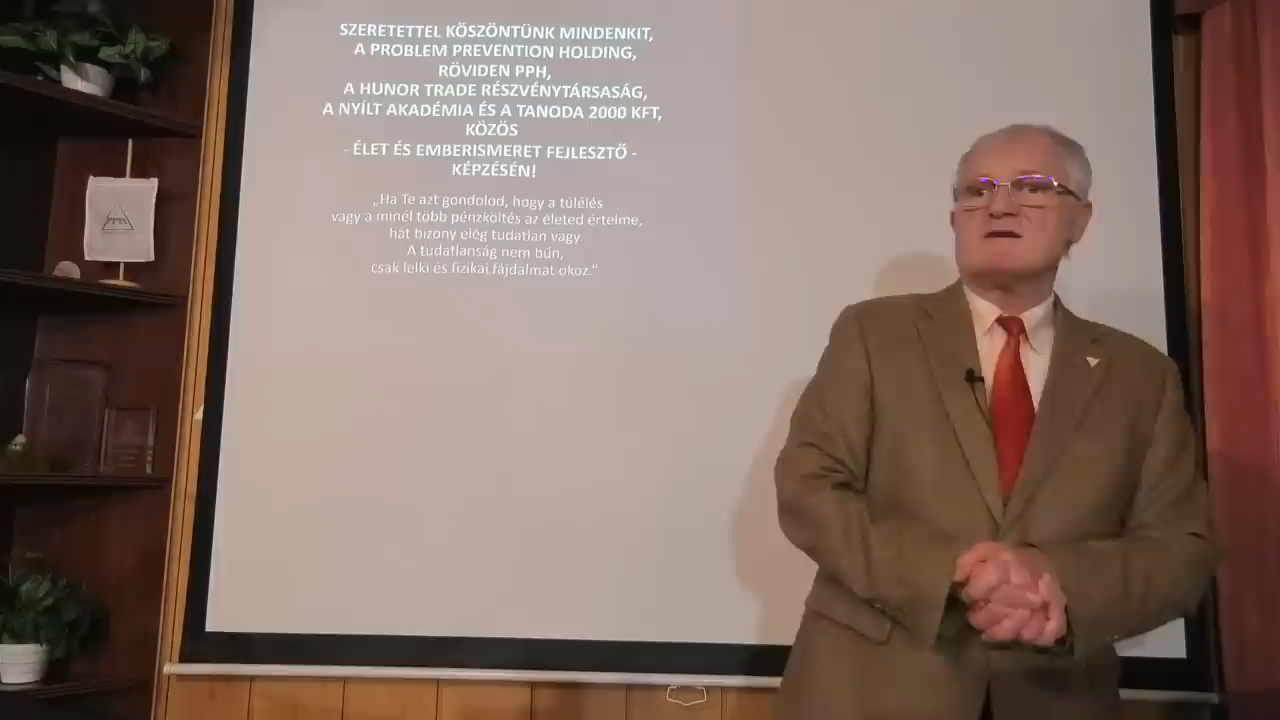 SZERETETTEL KÖSZÖNTÜNK MINDENKIT,
A PROBLEM PREVENTION HOLDING,
RÖVIDEN PPH,
A HUNOR TRADE RÉSZVÉNYTÁRSASÁG,
A NYÍLT AKADÉMIA ÉS A TANODA 2000 KFT,
KÖZÖS
- ÉLET ÉS EMBERISMERET FEJLESZTŐ -
KÉPZÉSÉN!
„Ha Te azt gondolod, hogy a túlélés
vagy a minél több pénzköltés az életed értelme,
hát bizony elég tudatlan vagy.
A tudatlanság nem bűn,
csak lelki és fizikai fájdalmat okoz.”